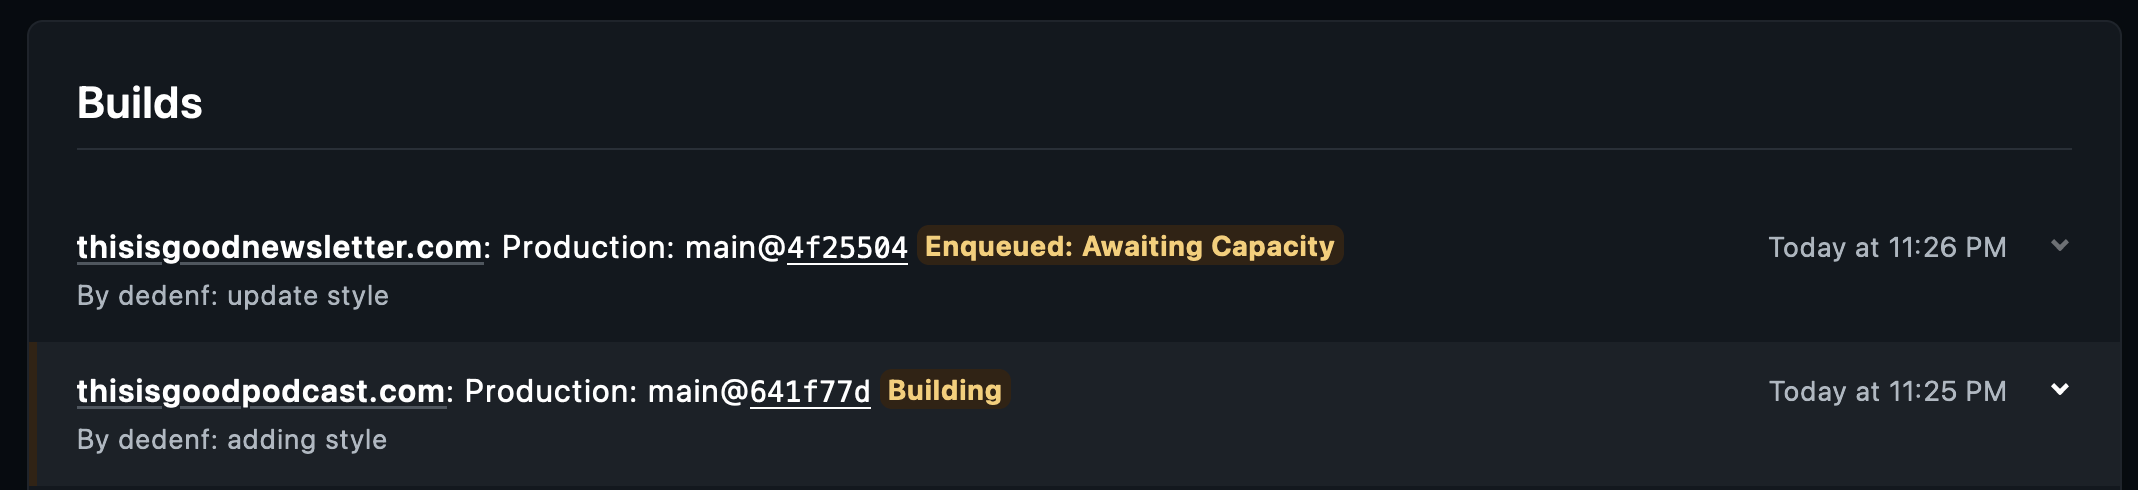 Builds
thisisgoodnewsletter.com: Production: main@4f25504 Enqueued: Awaiting Capacity
Today at 11:26 PM
By dedenf: update style
thisisgoodpodcast.com: Production: main@641f77d Building
Today at 11:25 PM
By dedenf: adding style